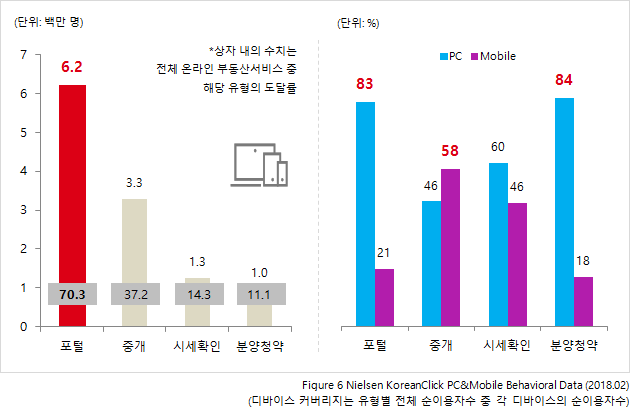 (단위: 백만 명)
7
6
5
4
3
2
1
0
*상자 내의 수치는
전체 온라인 부동산서비스 중
해당 유형의 도달률
6.2
3.3
1.3
1.0
70.3
37.2
14.3
11.1
포털
중개
시세확인
분양청약
(단위: %)
PC
Mobile
83
21
46
58
60
46
84
18
포털
중개
시세확인
분양청약
Figure 6 Nielsen KoreanClick PC&Mobile Behavioral Data (2018.02)
(디바이스 커버리지는 유형별 전체 순이용자수 중 각 디바이스의 순이용자수)